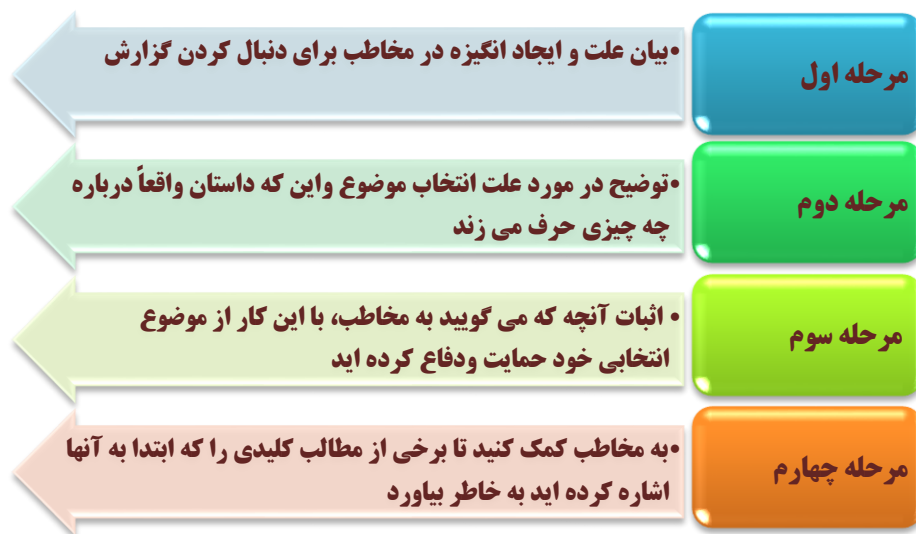 مرحله اول
•بیان علت و ایجاد انگیزه در مخاطب برای دنبال کردن گزارش
مرحله دوم
•توضیح در مورد علت انتخاب موضوع واین که داستان واقعاً درباره
چه چیزی حرف می زند
مرحله سوم
• اثبات آنچه که می گویید به مخاطب، با این کار از موضوع
انتخابی خود حمایت ودفاع کرده اید
مرحله چهارم
•به مخاطب کمک کنید تا برخی از مطالب کلیدی را که ابتدا به آنها
اشاره کرده اید به خاطر بیاورد